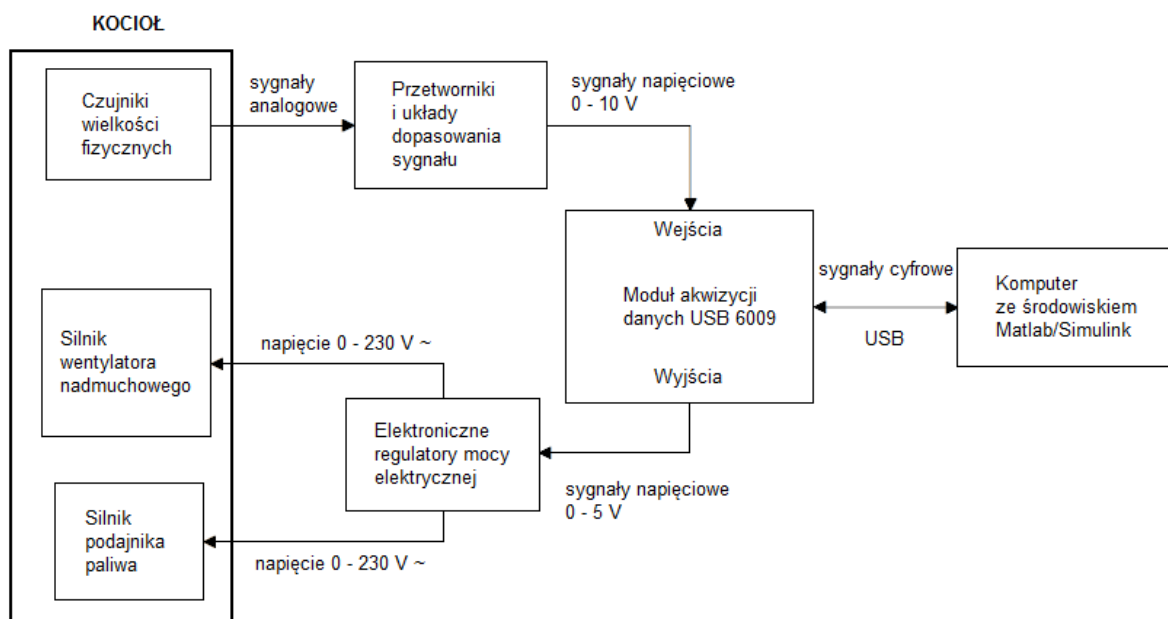 KOCIOŁ
Czujniki
wielkości
fizycznych
sygnały
analogowe
Przetworniki
i układy
dopasowania
sygnału
sygnały napięciowe
0 - 10 V
Wejścia
Moduł akwizycji
danych USB 6009
Wyjścia
sygnały cyfrowe
USB
Komputer
ze środowiskiem
Matlab/Simulink
Silnik
wentylatora
nadmuchowego
napięcie 0 - 230 V ~
Elektroniczne
regulatory mocy
elektrycznej
sygnały napięciowe
0 - 5 V
Silnik
podajnika
paliwa
napięcie 0 - 230 V ~